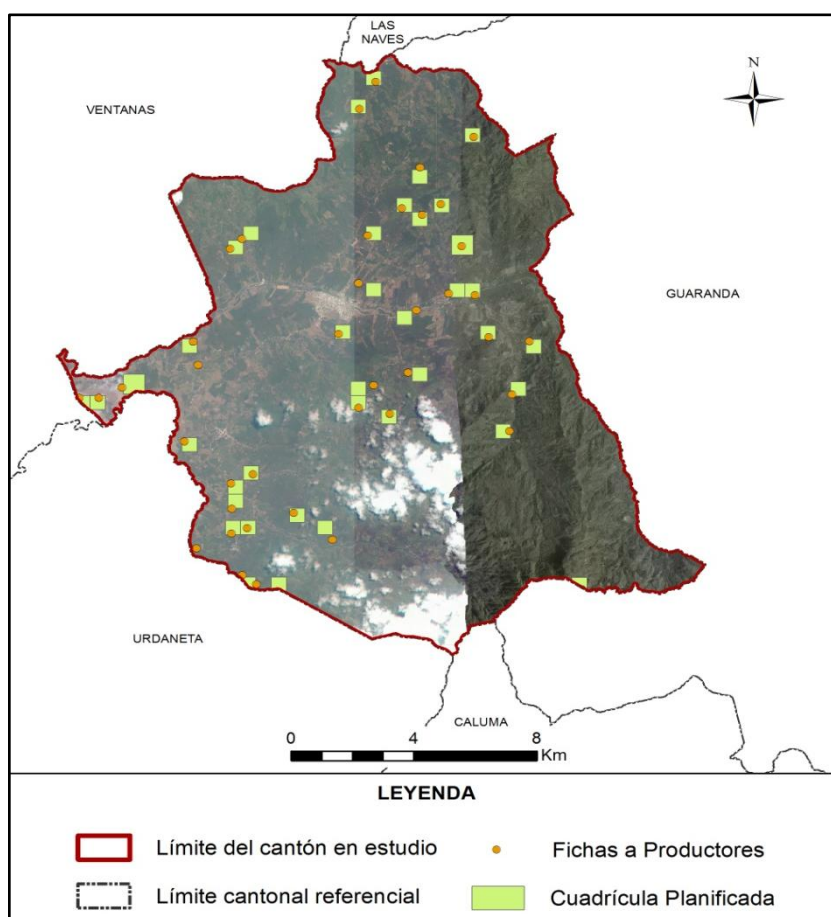 LAS
NAVES
VENTANAS
N
GUARANDA
URDANETA
CALUMA
0 4 8
Km
LEYENDA
Límite del cantón en estudio
Fichas a Productores
Límite cantonal referencial
Cuadrícula Planificada